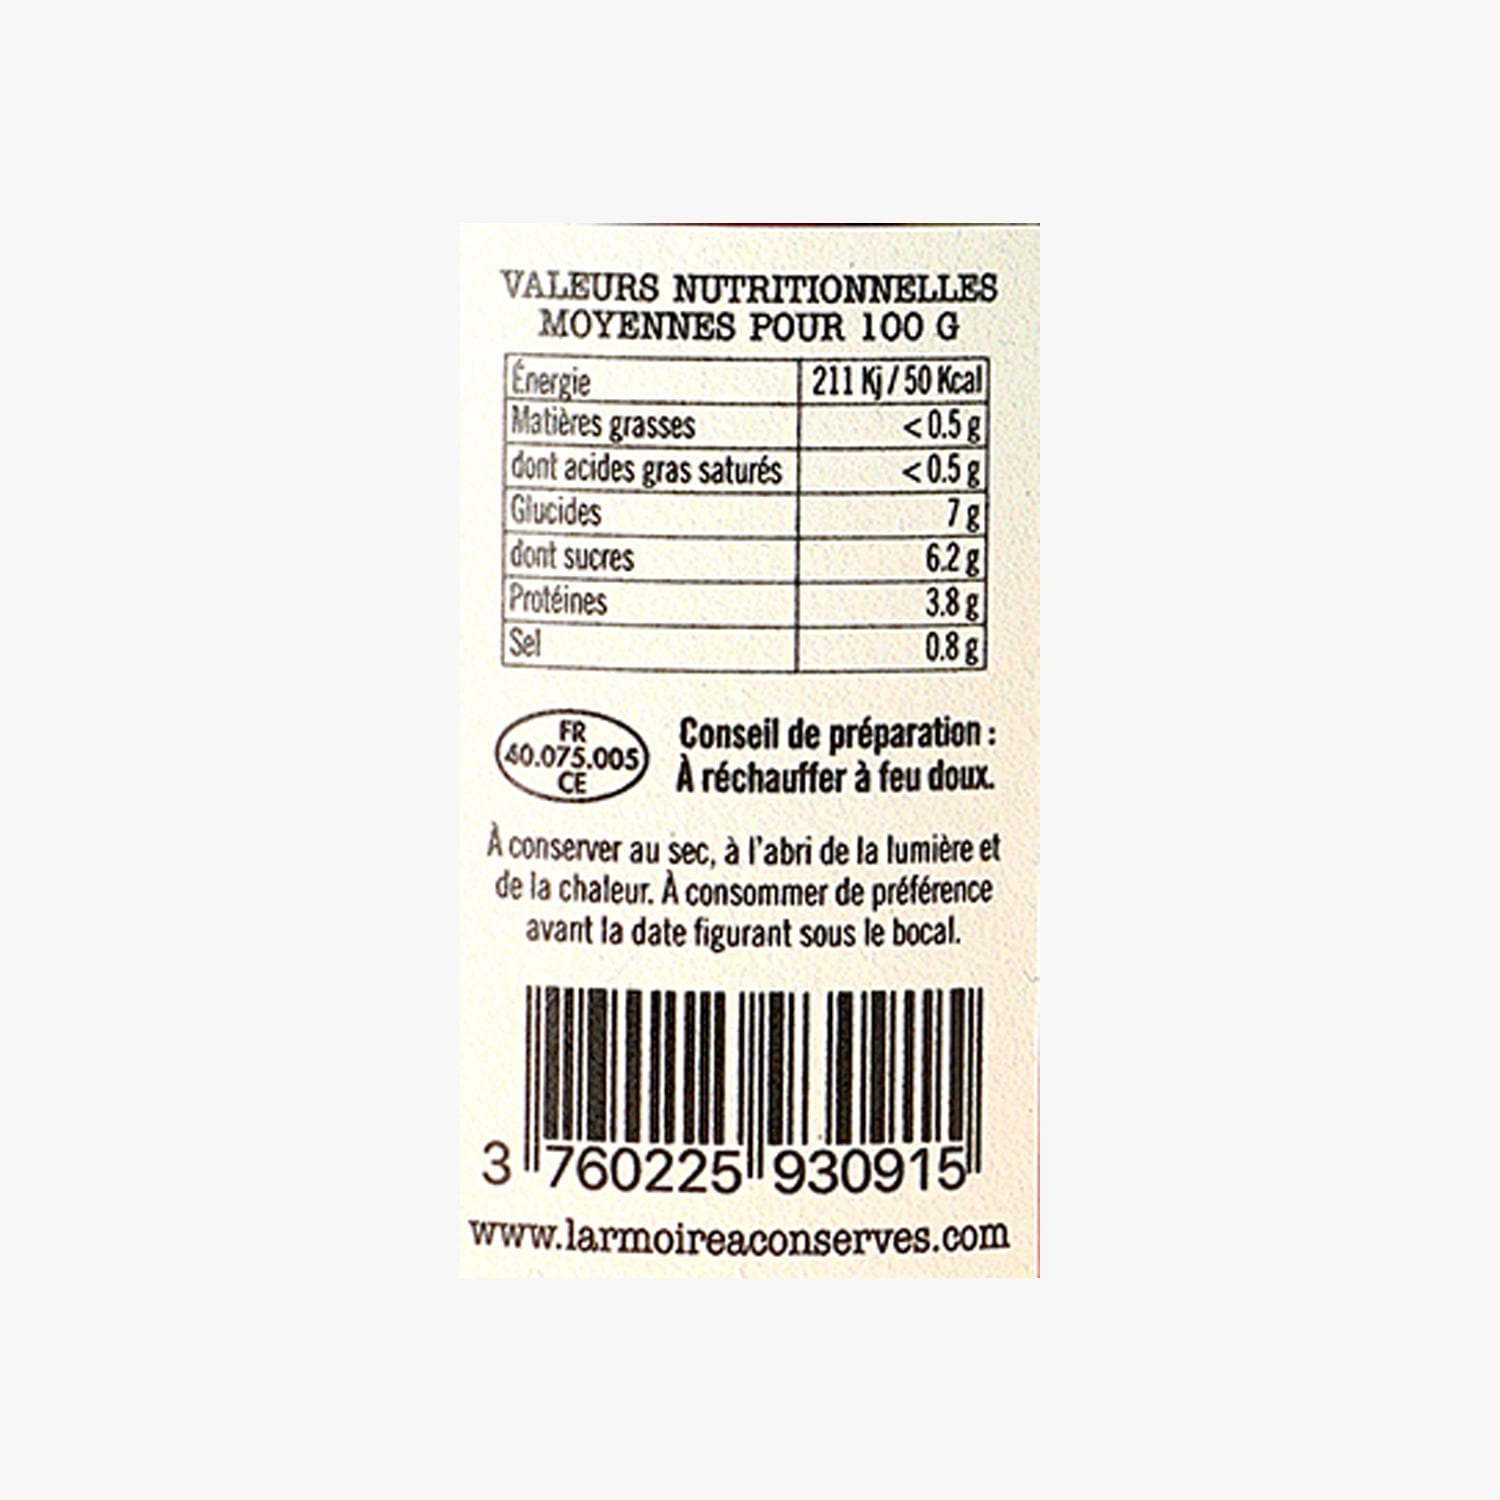 VALEURS NUTRITIONNELLES
MOYENNES POUR 100 G
Énergie 211 Kj / 50 Kcal
Matières grasses < 0.5 g
dont acides gras saturés < 0.5 g
Glucides 7 g
dont sucres 6.2 g
Protéines 3.8 g
Sel 0.8 g
FR
40.075.005
CE
Conseil de préparation :
À réchauffer à feu doux.
À conserver au sec, à l'abri de la lumière et
de la chaleur. À consommer de préférence
avant la date figurant sous le bocal.
3 760225 930915
www.larmoireaconserves.com